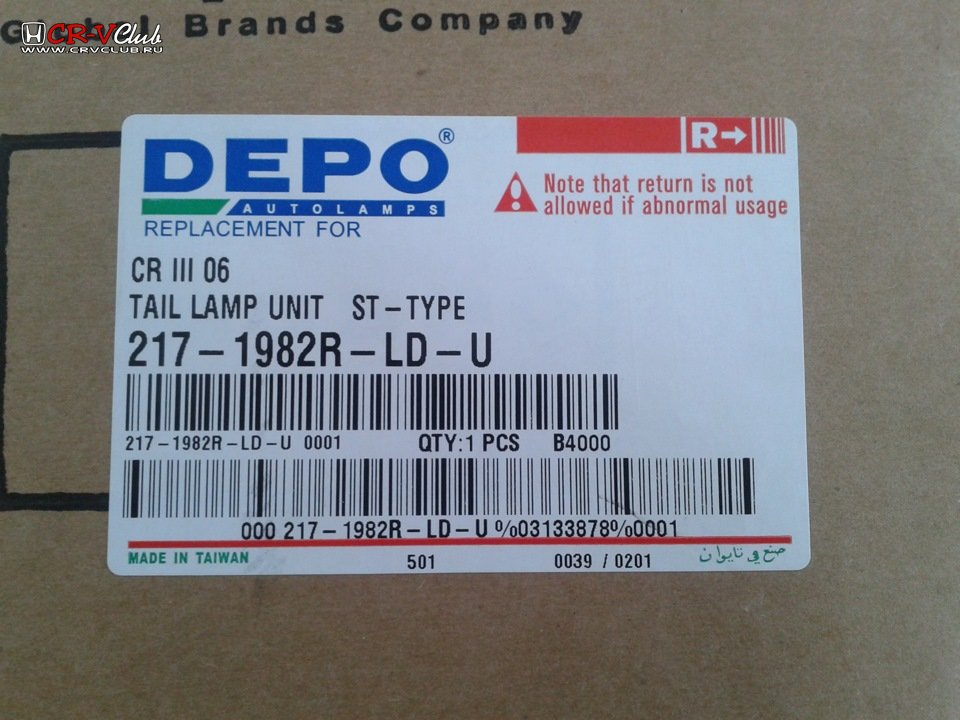 Global Brands Company
CR-V Club
WWW.CRVCLUB.RU
DEPO®
AUTOLAMPS
REPLACEMENT FOR
R→
Note that return is not
allowed if abnormal usage
CR III 06
TAIL LAMP UNIT ST-TYPE
217-1982R-LD-U
217-1982R-LD-U 0001 QTY:1 PCS B4000
000 217-1982R-LD-U %03133878%0001
MADE IN TAIWAN 501 0039 / 0201 صنع في تايوان